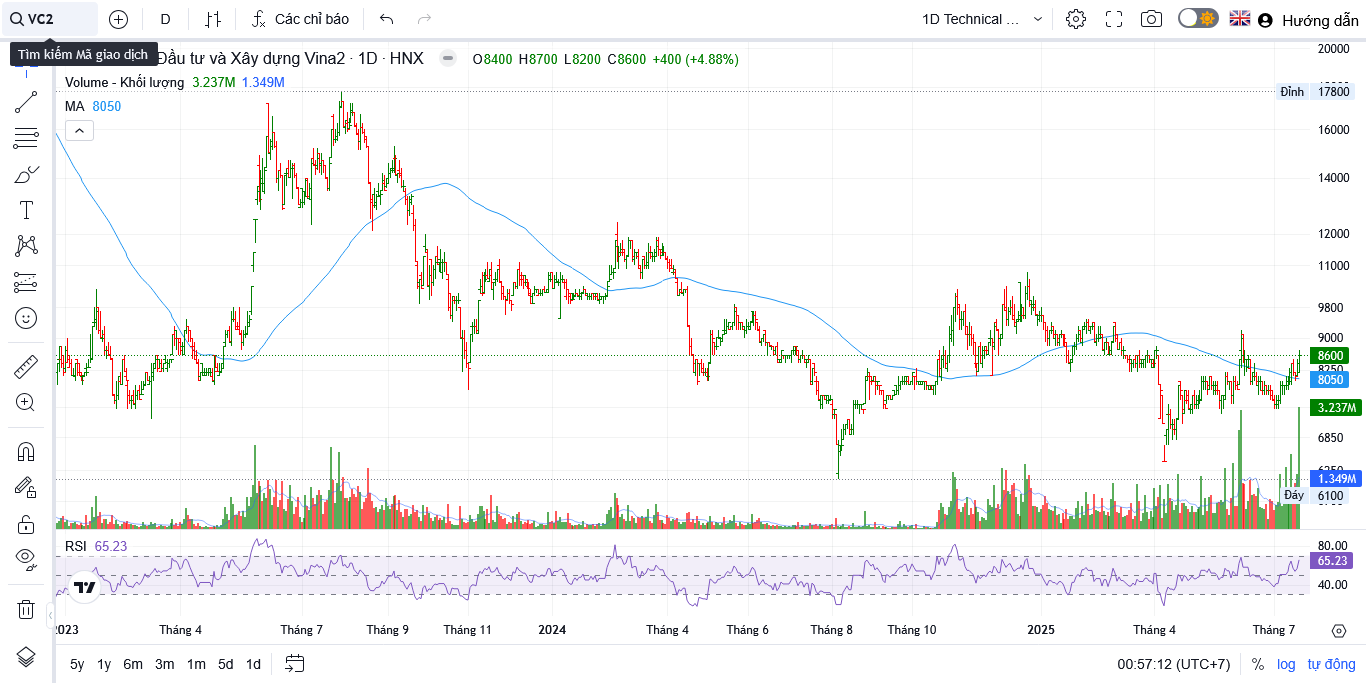 VC2 D Các chỉ báo 1D Technical ... Hướng dẫn
Tìm kiếm Mã giao dịch
Đầu tư và Xây dựng Vina2 · 1D · HNX O8400 H8700 L8200 C8600 +400 (+4.88%)
Volume - Khối lượng 3.237M 1.349M
MA 8050
20000
Đỉnh 17800
16000
14000
12000
11000
9800
9000
8600
8250
8050
3.237M
6850
1.349M
Đáy 6100
RSI 65.23
80.00
65.23
40.00
2023 Tháng 4 Tháng 7 Tháng 9 Tháng 11 2024 Tháng 4 Tháng 6 Tháng 8 Tháng 10 2025 Tháng 4 Tháng 7
5y 1y 6m 3m 1m 5d 1d 00:57:12 (UTC+7) % log tự động